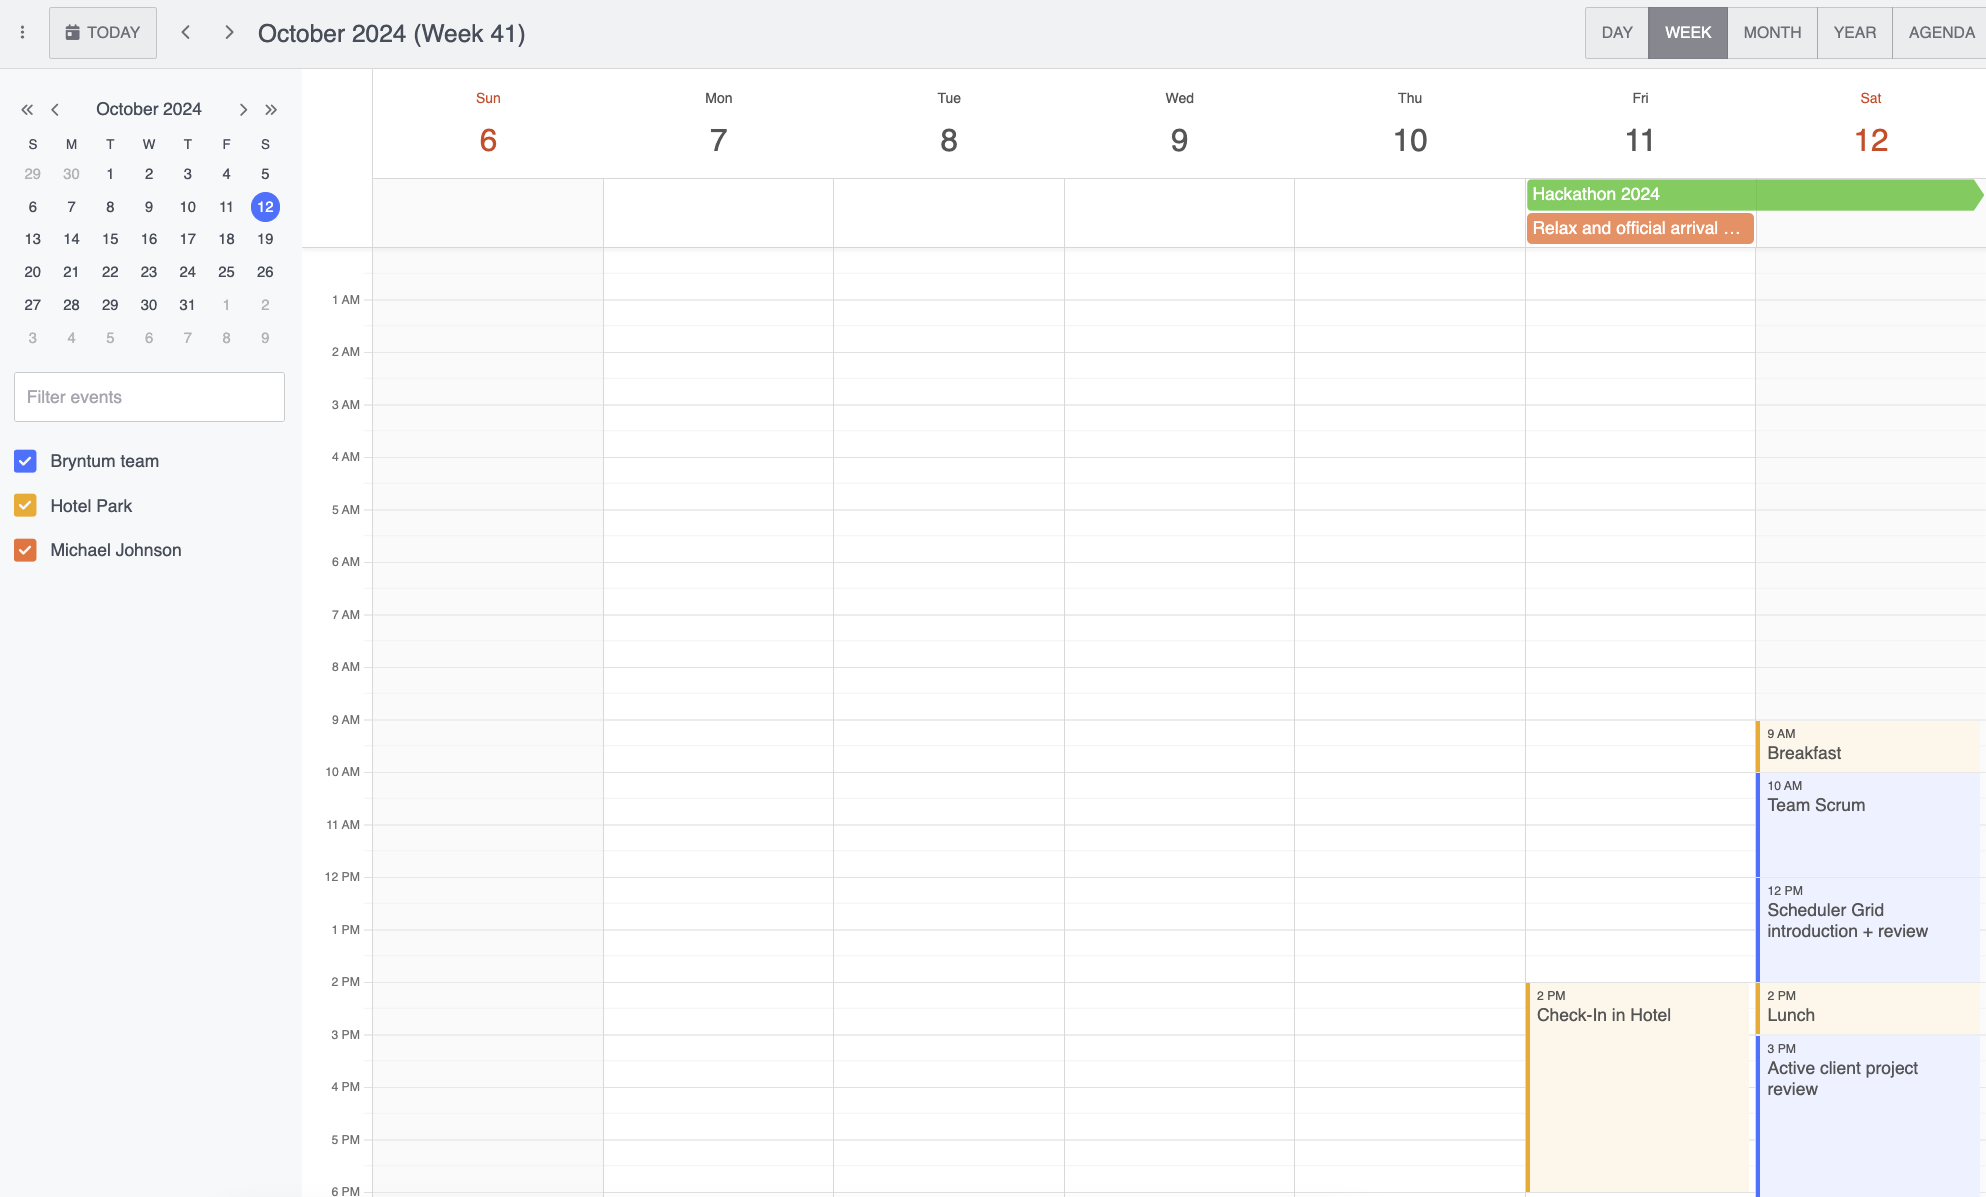 TODAY
October 2024 (Week 41)
DAY WEEK MONTH YEAR AGENDA
October 2024
S M T W T F S
29 30 1 2 3 4 5
6 7 8 9 10 11 12
13 14 15 16 17 18 19
20 21 22 23 24 25 26
27 28 29 30 31 1 2
3 4 5 6 7 8 9
Filter events
Bryntum team
Hotel Park
Michael Johnson
Sun Mon Tue Wed Thu Fri Sat
6 7 8 9 10 11 12
Hackathon 2024
Relax and official arrival …
1 AM
2 AM
3 AM
4 AM
5 AM
6 AM
7 AM
8 AM
9 AM
10 AM
11 AM
12 PM
1 PM
2 PM
3 PM
4 PM
5 PM
6 PM
2 PM
Check-In in Hotel
9 AM
Breakfast
10 AM
Team Scrum
12 PM
Scheduler Grid
introduction + review
2 PM
Lunch
3 PM
Active client project
review